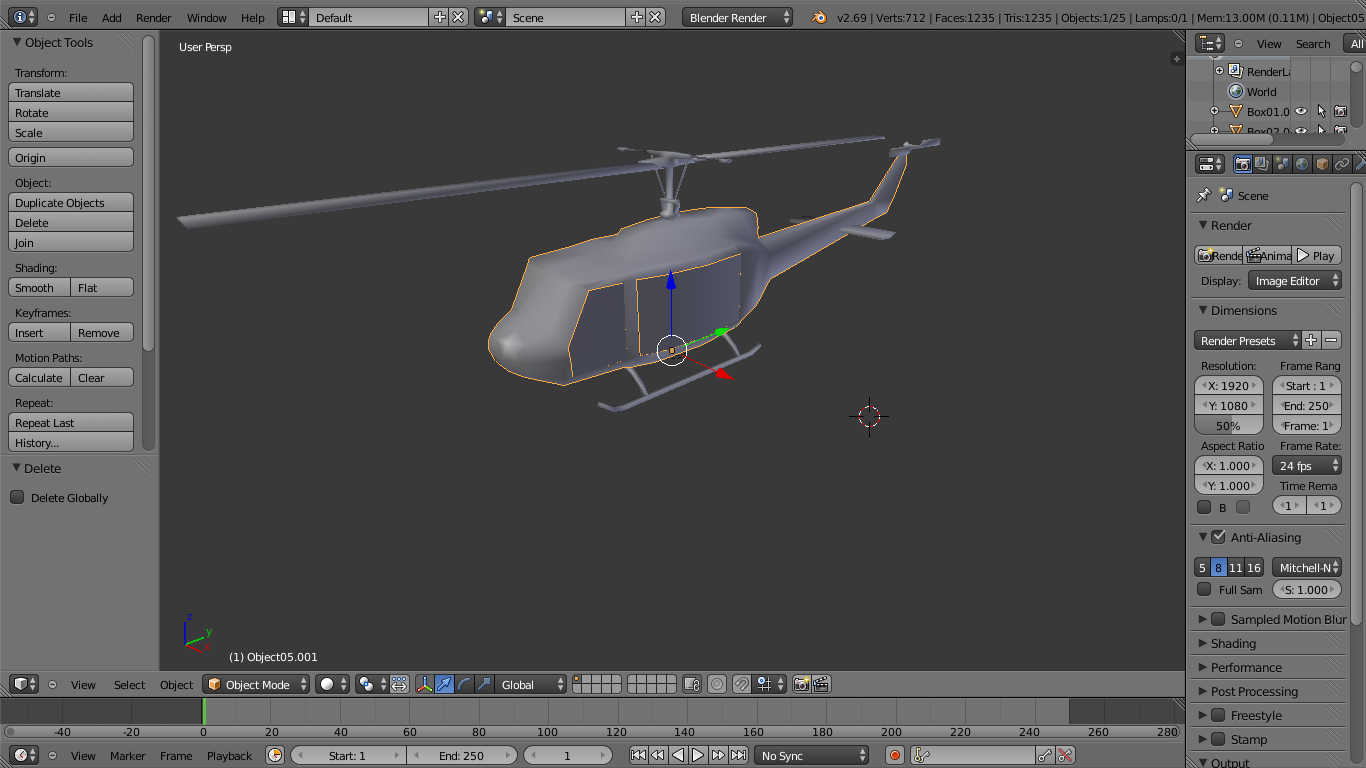 File Add Render Window Help Default Scene Blender Render v2.69 | Verts:712 | Faces:1235 | Tris:1235 | Objects:1/25 | Lamps:0/1 | Mem:13.00M (0.11M) | Object05
Object Tools
Transform:
Translate
Rotate
Scale
Origin
Object:
Duplicate Objects
Delete
Join
Shading:
Smooth Flat
Keyframes:
Insert Remove
Motion Paths:
Calculate Clear
Repeat:
Repeat Last
History...
Delete
Delete Globally
User Persp
z
y
x
(1) Object05.001
View Select Object Object Mode Global
View Search All
RenderLa
World
Box01.0
Box02.0
Scene
Render
Rende Anima Play
Display: Image Editor
Dimensions
Render Presets
Resolution: Frame Rang
X: 1920 Start : 1
Y: 1080 End: 250
50% Frame: 1
Aspect Ratio Frame Rate:
X: 1.000 24 fps
Y: 1.000 Time Rema
B 1 1
Anti-Aliasing
5 8 11 16 Mitchell-N
Full Sam S: 1.000
Sampled Motion Blur
Shading
Performance
Post Processing
Freestyle
Stamp
Output
-40 -20 0 20 40 60 80 100 120 140 160 180 200 220 240 260 280
View Marker Frame Playback Start: 1 End: 250 1 No Sync